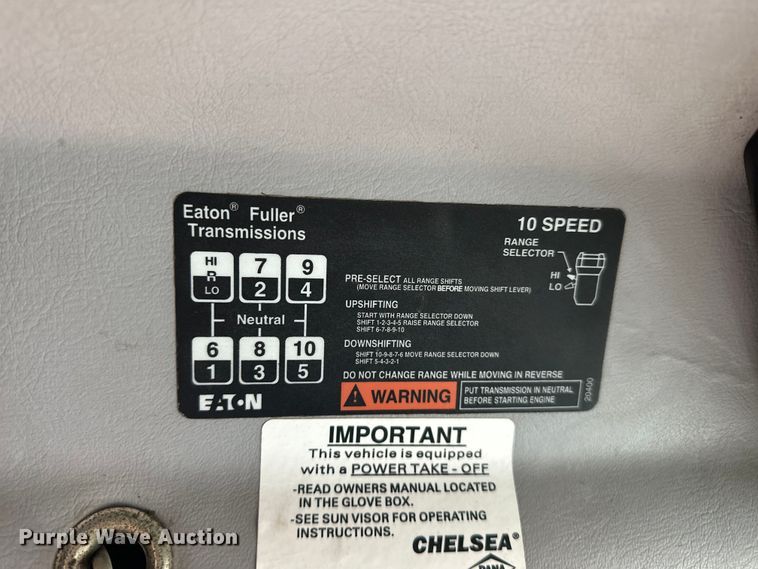 Eaton® Fuller®
Transmissions
10 SPEED
RANGE
SELECTOR
HI
LO
HI
R
LO
7
2
9
4
Neutral
6
1
8
3
10
5
PRE-SELECT ALL RANGE SHIFTS
(MOVE RANGE SELECTOR BEFORE MOVING SHIFT LEVER)
UPSHIFTING
START WITH RANGE SELECTOR DOWN
SHIFT 1-2-3-4-5 RAISE RANGE SELECTOR
SHIFT 6-7-8-9-10
DOWNSHIFTING
SHIFT 10-9-8-7-6 MOVE RANGE SELECTOR DOWN
SHIFT 5-4-3-2-1
DO NOT CHANGE RANGE WHILE MOVING IN REVERSE
WARNING
PUT TRANSMISSION IN NEUTRAL
BEFORE STARTING ENGINE
20400
EATON
IMPORTANT
This vehicle is equipped
with a POWER TAKE - OFF
-READ OWNERS MANUAL LOCATED
IN THE GLOVE BOX.
-SEE SUN VISOR FOR OPERATING
INSTRUCTIONS.
CHELSEA®
DANA
Purple Wave Auction